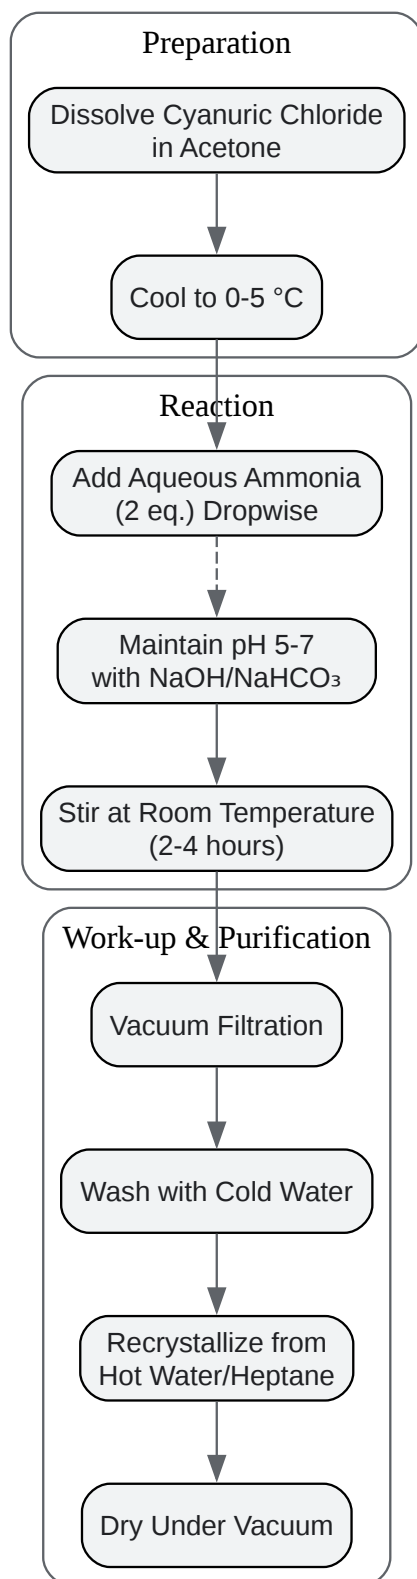 Preparation
Dissolve Cyanuric Chloride
in Acetone
Cool to 0-5 °C
Reaction
Add Aqueous Ammonia
(2 eq.) Dropwise
Maintain pH 5-7
with NaOH/NaHCO₃
Stir at Room Temperature
(2-4 hours)
Work-up & Purification
Vacuum Filtration
Wash with Cold Water
Recrystallize from
Hot Water/Heptane
Dry Under Vacuum